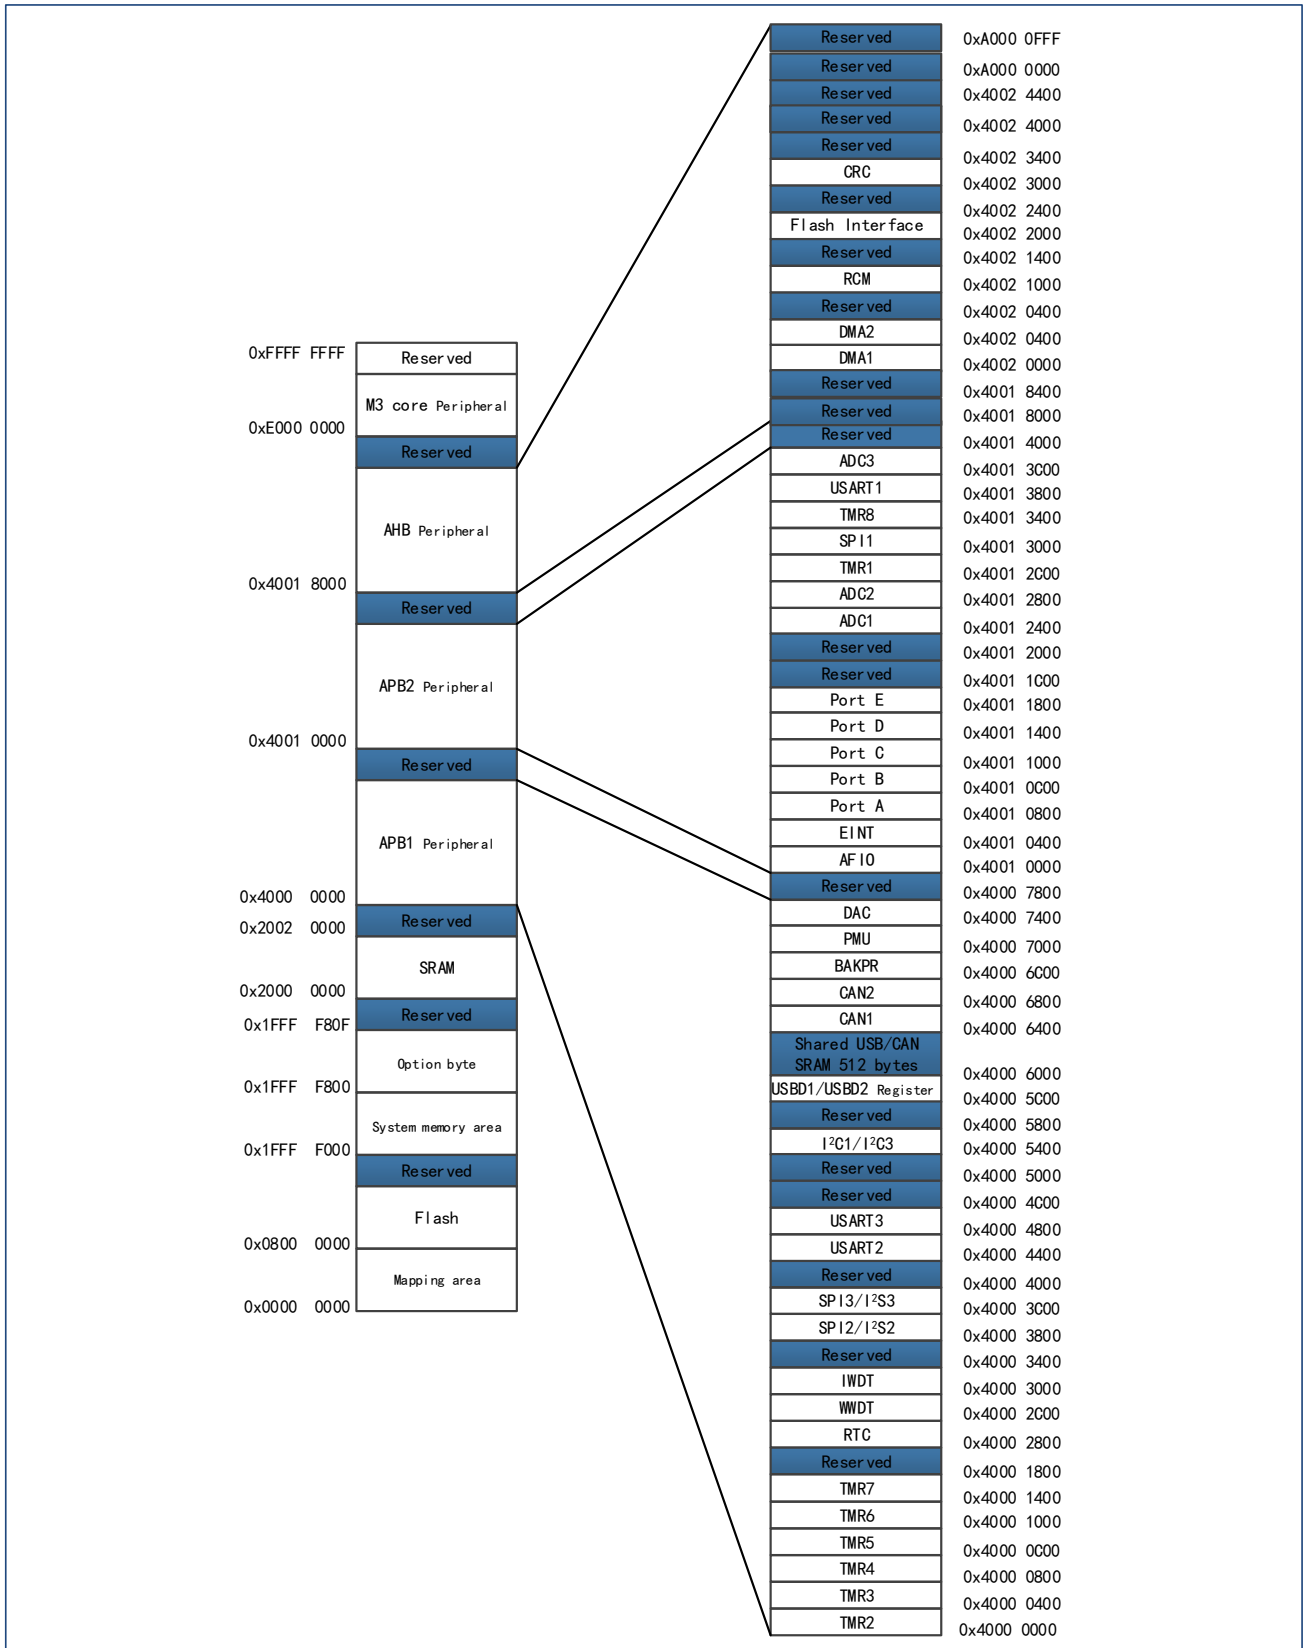 0xFFFF FFFF
Reserved
M3 core Peripheral
0xE000 0000
Reserved
AHB Peripheral
0x4001 8000
Reserved
APB2 Peripheral
0x4001 0000
Reserved
APB1 Peripheral
0x4000 0000
Reserved
0x2002 0000
SRAM
0x2000 0000
Reserved
0x1FFF F80F
Option byte
0x1FFF F800
System memory area
0x1FFF F000
Reserved
Flash
0x0800 0000
Mapping area
0x0000 0000
Reserved 0xA000 0FFF
Reserved 0xA000 0000
Reserved 0x4002 4400
Reserved 0x4002 4000
Reserved 0x4002 3400
CRC 0x4002 3000
Reserved 0x4002 2400
Flash Interface 0x4002 2000
Reserved 0x4002 1400
RCM 0x4002 1000
Reserved 0x4002 0400
DMA2 0x4002 0400
DMA1 0x4002 0000
Reserved 0x4001 8400
Reserved 0x4001 8000
Reserved 0x4001 4000
ADC3 0x4001 3C00
USART1 0x4001 3800
TMR8 0x4001 3400
SPI1 0x4001 3000
TMR1 0x4001 2C00
ADC2 0x4001 2800
ADC1 0x4001 2400
Reserved 0x4001 2000
Reserved 0x4001 1C00
Port E 0x4001 1800
Port D 0x4001 1400
Port C 0x4001 1000
Port B 0x4001 0C00
Port A 0x4001 0800
EINT 0x4001 0400
AFIO 0x4001 0000
Reserved 0x4000 7800
DAC 0x4000 7400
PMU 0x4000 7000
BAKPR 0x4000 6C00
CAN2 0x4000 6800
CAN1 0x4000 6400
Shared USB/CAN
SRAM 512 bytes 0x4000 6000
USBD1/USBD2 Register 0x4000 5C00
Reserved 0x4000 5800
I²C1/I²C3 0x4000 5400
Reserved 0x4000 5000
Reserved 0x4000 4C00
USART3 0x4000 4800
USART2 0x4000 4400
Reserved 0x4000 4000
SPI3/I²S3 0x4000 3C00
SPI2/I²S2 0x4000 3800
Reserved 0x4000 3400
IWDT 0x4000 3000
WWDT 0x4000 2C00
RTC 0x4000 2800
Reserved 0x4000 1800
TMR7 0x4000 1400
TMR6 0x4000 1000
TMR5 0x4000 0C00
TMR4 0x4000 0800
TMR3 0x4000 0400
TMR2 0x4000 0000